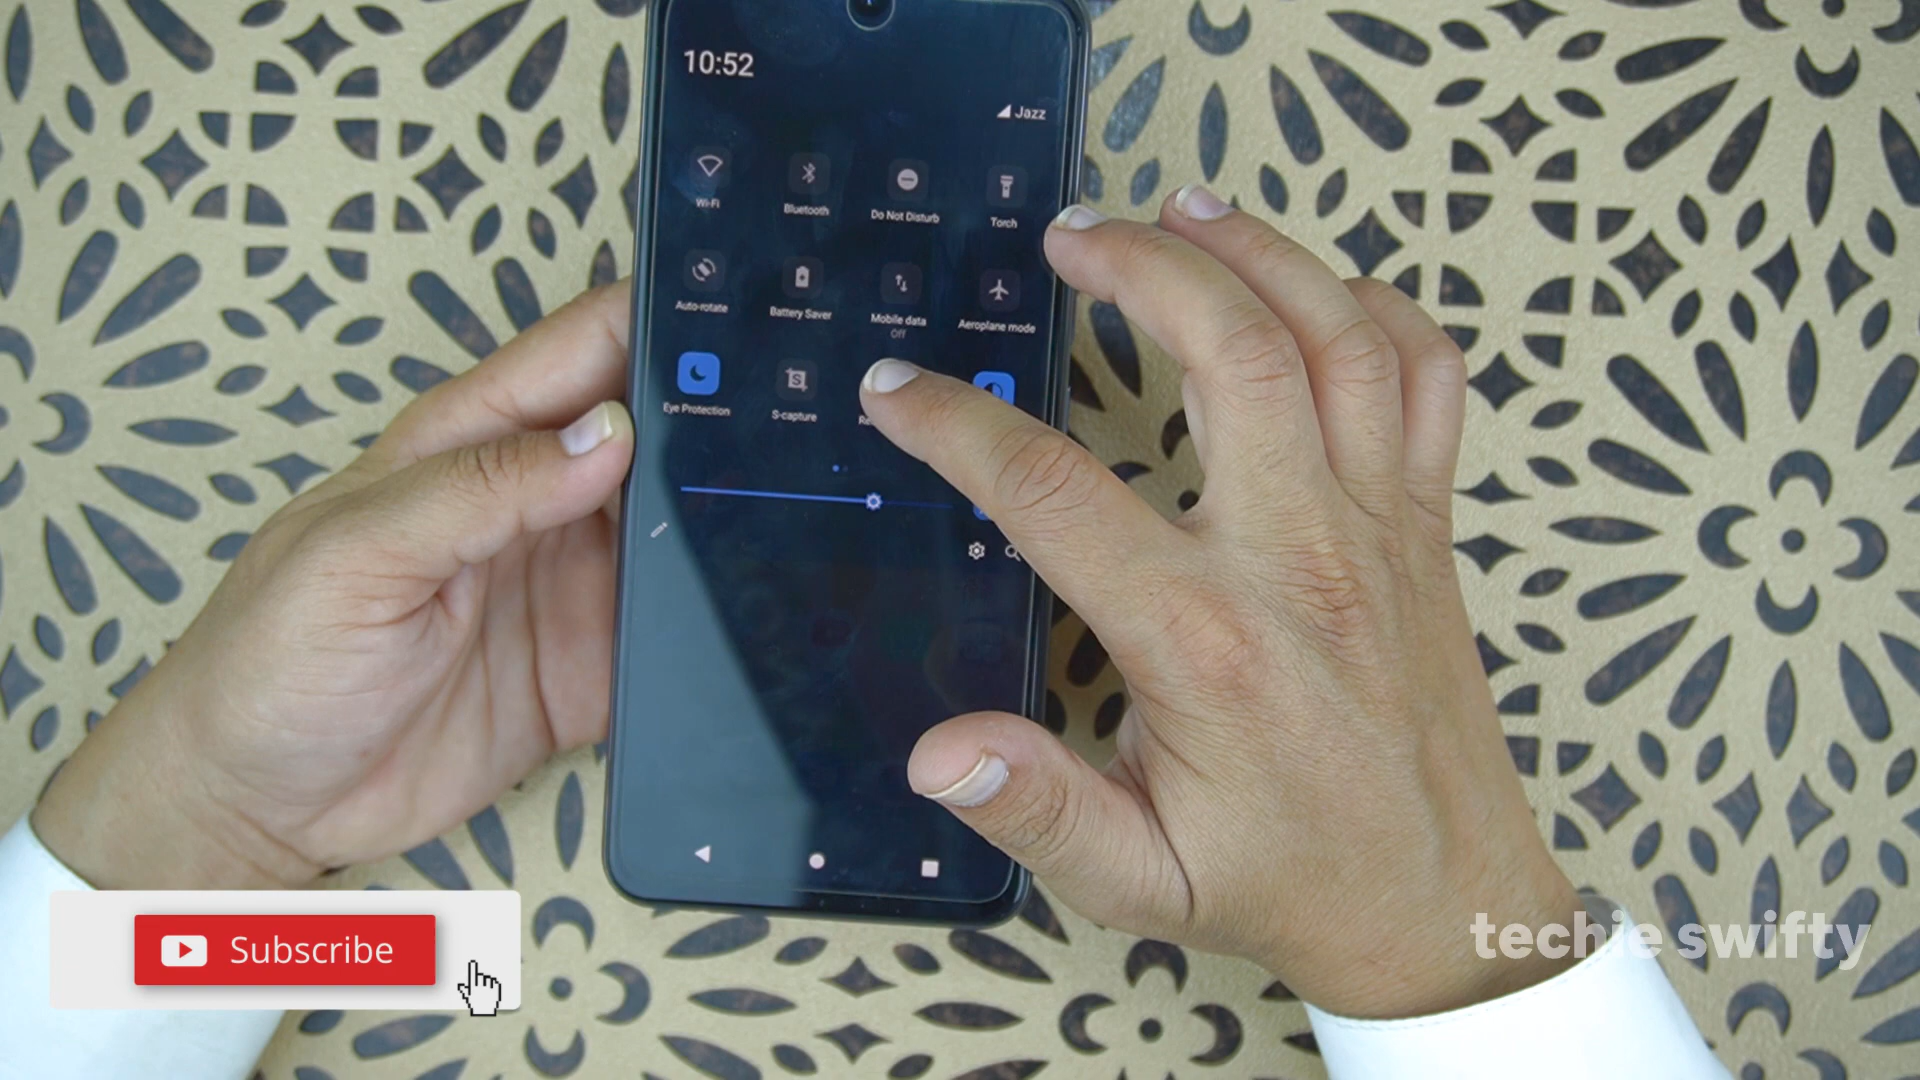 10:52
Jazz
Wi-Fi
Bluetooth
Do Not Disturb
Torch
Auto-rotate
Battery Saver
Mobile data
Off
Aeroplane mode
Eye Protection
S-capture
Subscribe
techie swifty